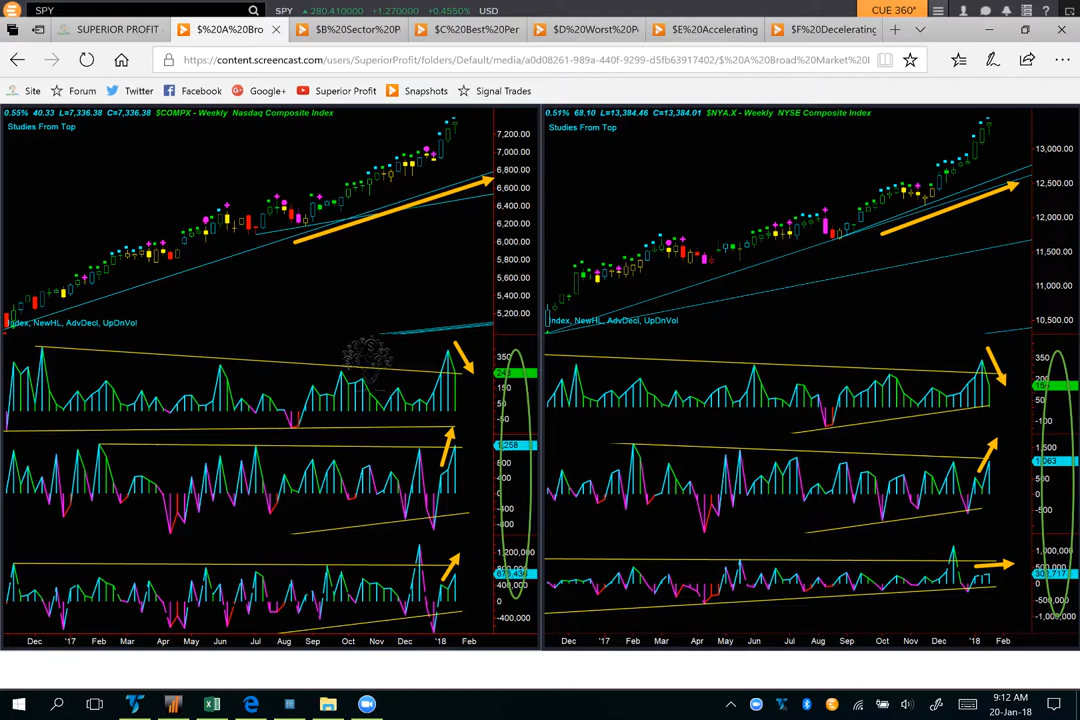 SPY
SPY ▲ 280.410000 +1.270000 +0.4550% USD
CUE 360°
SUPERIOR PROFIT
$%20A%20Bro
$%B%20Sector%20P
$%C%20Best%20Per
$%D%20Worst%20P
$%E%20Accelerating
$%F%20Decelerating
https://content.screencast.com/users/SuperiorProfit/folders/Default/media/a0d08261-989a-440f-9299-d5fb63917402/$%20A%20Broad%20Market%20I
Site
Forum
Twitter
Facebook
Google+
Superior Profit
Snapshots
Signal Trades
0.55% 40.33 L=7,336.38 C=7,336.38 $COMPX - Weekly Nasdaq Composite Index
Studies From Top
7,200.00
7,000.00
6,800.00
6,600.00
6,400.00
6,200.00
6,000.00
5,800.00
5,600.00
5,400.00
5,200.00
Index, NewHL, AdvDecl, UpDnVol
350
150
50
-50
800
400
0
-400
-800
1,200,000
800,000
400,000
0
-400,000
Dec '17 Feb Mar Apr May Jun Jul Aug Sep Oct Nov Dec '18 Feb
0.51% 68.10 L=13,384.46 C=13,384.01 $NYA.X - Weekly NYSE Composite Index
Studies From Top
13,000.00
12,500.00
12,000.00
11,500.00
11,000.00
10,500.00
Index, NewHL, AdvDecl, UpDnVol
350
200
50
-100
1,500
1,063
500
0
-500
1,000,000
500,000
0
-500,000
-1,000,000
Dec '17 Feb Mar Apr May Jun Jul Aug Sep Oct Nov Dec '18 Feb
9:12 AM
20-Jan-18